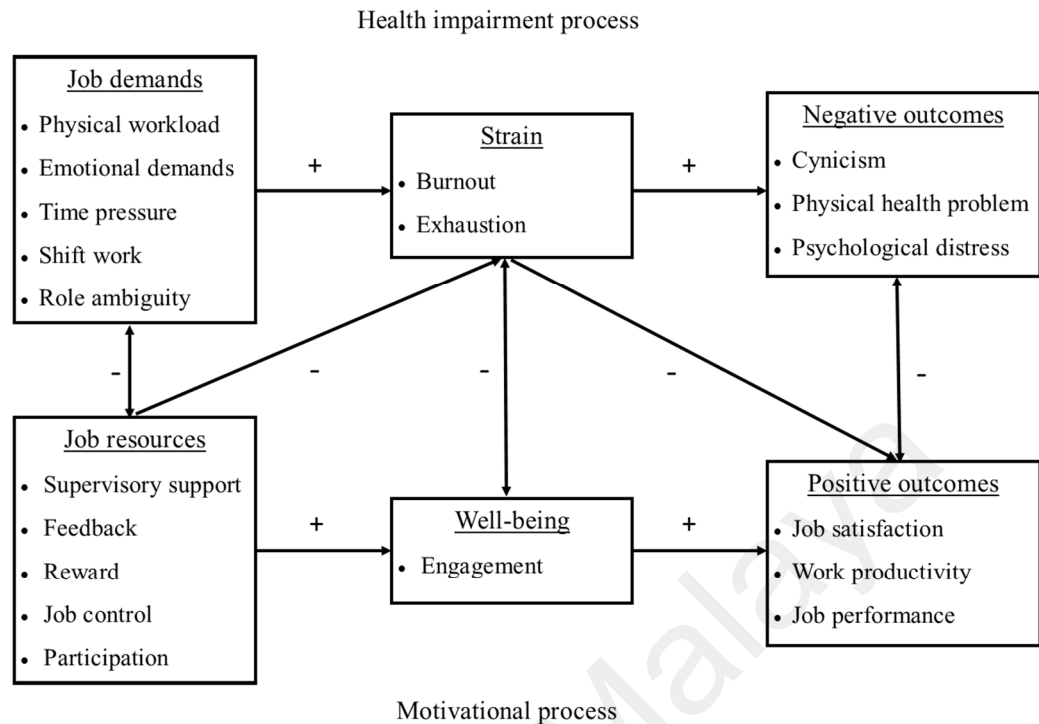 Health impairment process
Job demands
• Physical workload
• Emotional demands
• Time pressure
• Shift work
• Role ambiguity
+
Strain
• Burnout
• Exhaustion
+
Negative outcomes
• Cynicism
• Physical health problem
• Psychological distress
-
-
-
-
-
Job resources
• Supervisory support
• Feedback
• Reward
• Job control
• Participation
+
Well-being
• Engagement
+
Positive outcomes
• Job satisfaction
• Work productivity
• Job performance
Motivational process
Malaya